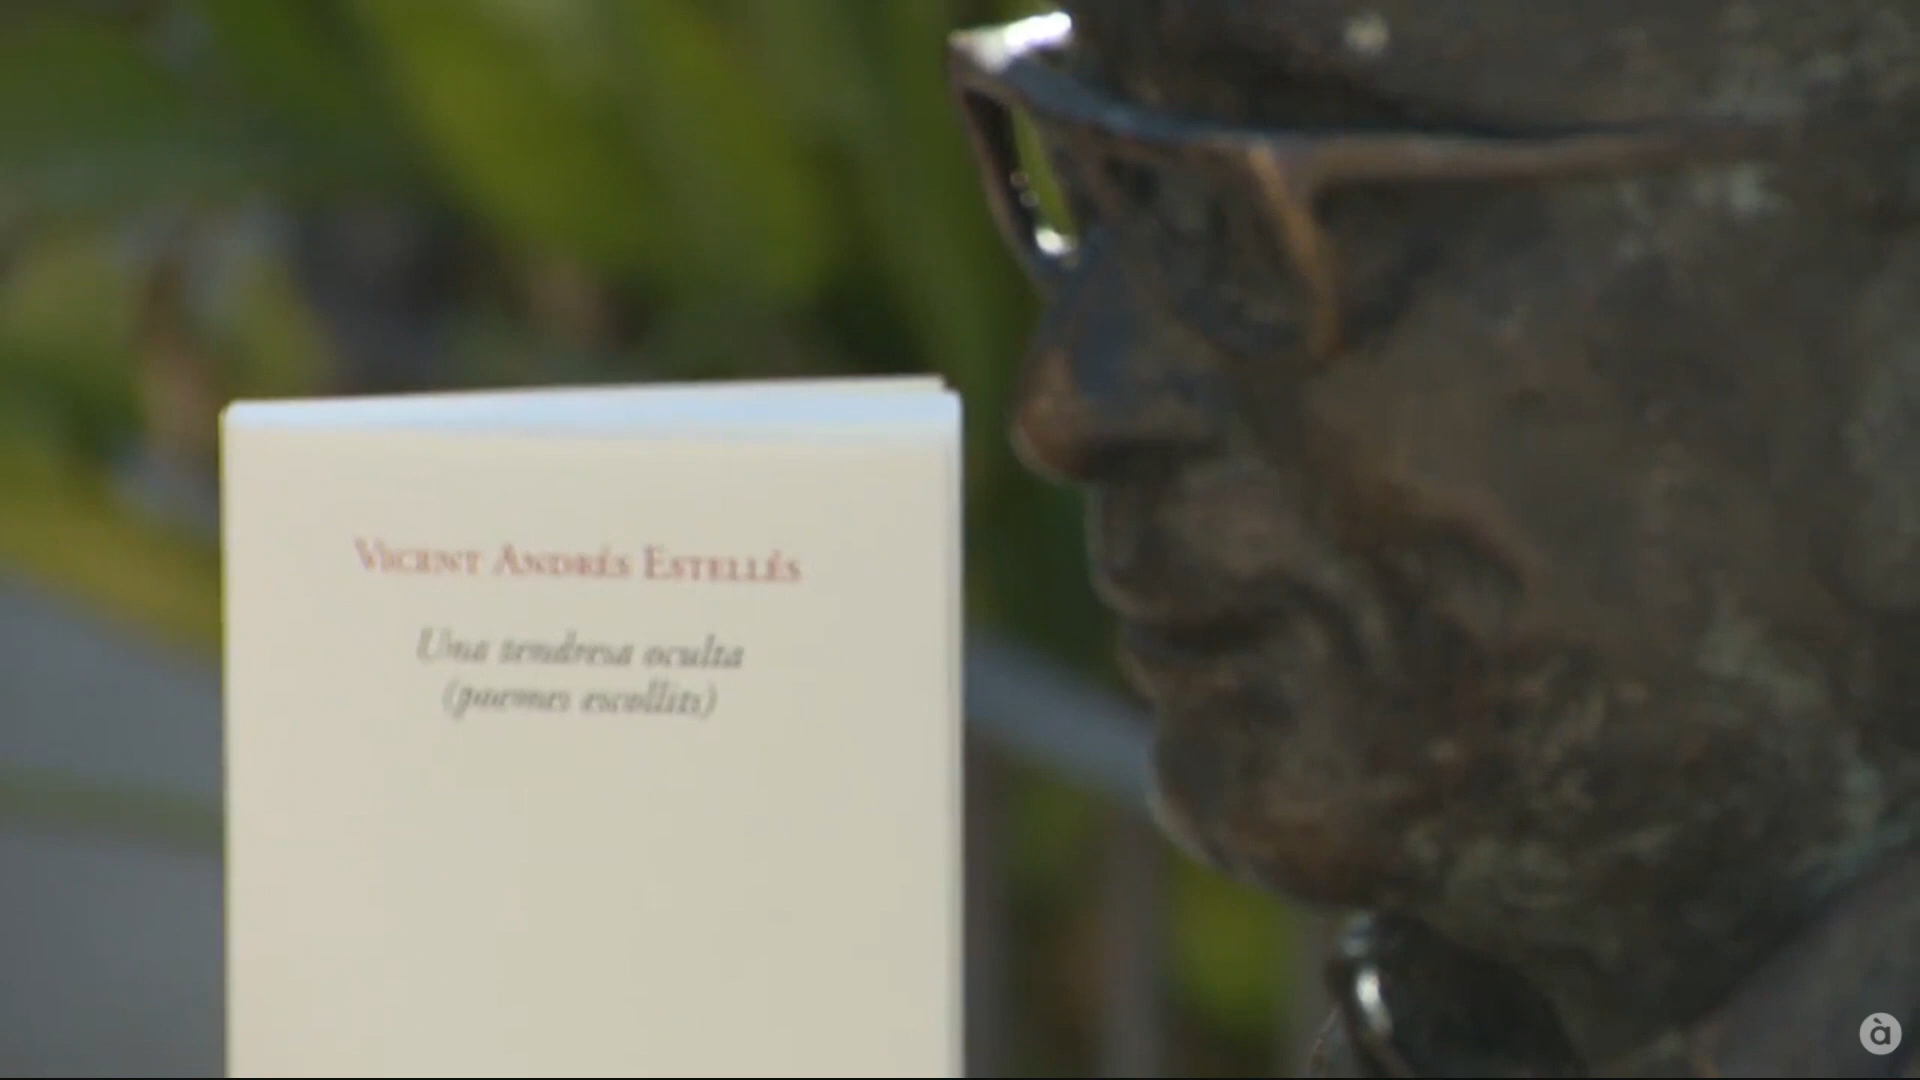 Vicent Andrés Estellés
Una tendresa oculta
(poemes escollits)
à